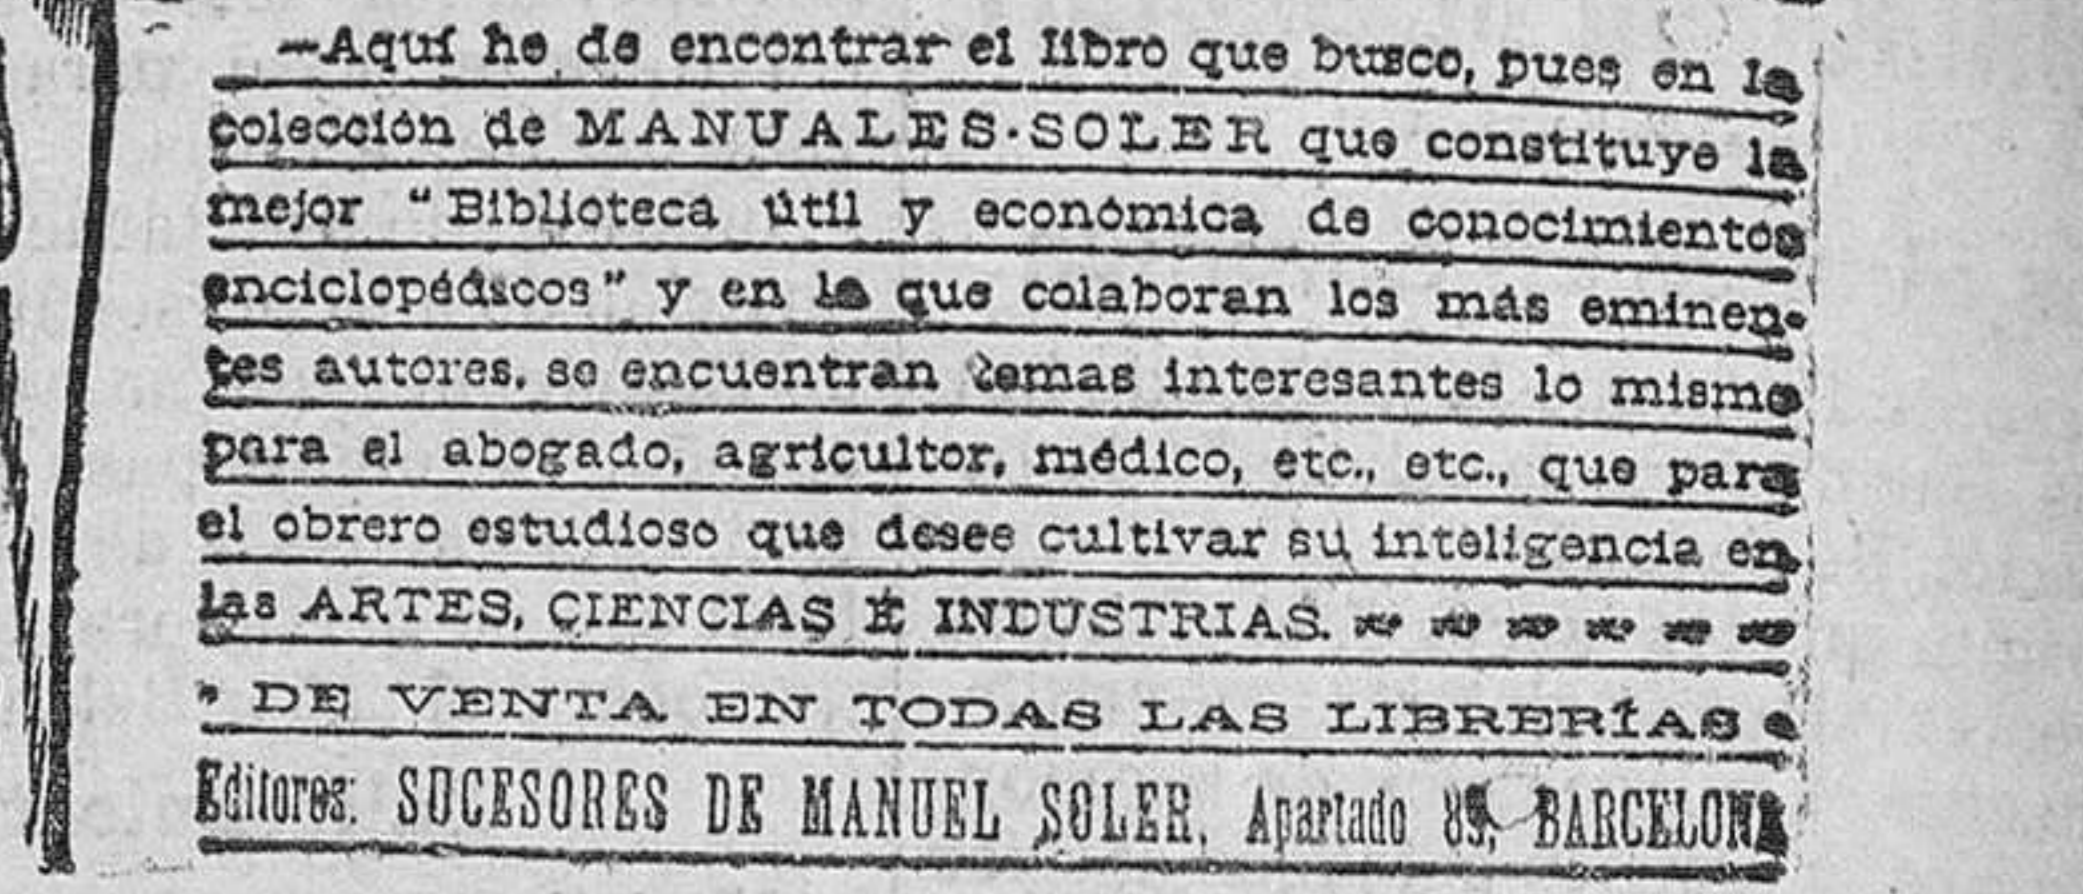 —Aquí he de encontrar el libro que busco, pues en la
colección de MANUALES-SOLER que constituye la
mejor "Biblioteca útil y económica de conocimientos
enciclopédicos" y en la que colaboran los más eminen-
tes autores, se encuentran temas interesantes lo mismo
para el abogado, agricultor, médico, etc., etc., que para
el obrero estudioso que desee cultivar su inteligencia en
las ARTES, CIENCIAS É INDUSTRIAS.
DE VENTA EN TODAS LAS LIBRERÍAS
Editores: SUCESORES DE MANUEL SOLER, Apartado 89, BARCELONA